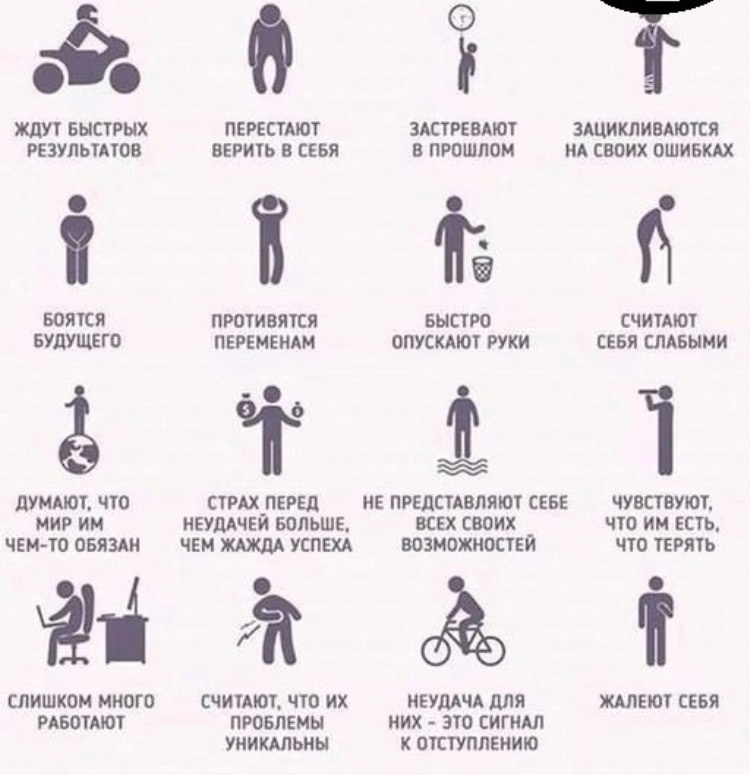 ЖДУТ БЫСТРЫХ
РЕЗУЛЬТАТОВ
ПЕРЕСТАЮТ
ВЕРИТЬ В СЕБЯ
ЗАСТРЕВАЮТ
В ПРОШЛОМ
ЗАЦИКЛИВАЮТСЯ
НА СВОИХ ОШИБКАХ
БОЯТСЯ
БУДУЩЕГО
ПРОТИВЯТСЯ
ПЕРЕМЕНАМ
БЫСТРО
ОПУСКАЮТ РУКИ
СЧИТАЮТ
СЕБЯ СЛАБЫМИ
ДУМАЮТ, ЧТО
МИР ИМ
ЧЕМ-ТО ОБЯЗАН
СТРАХ ПЕРЕД
НЕУДАЧЕЙ БОЛЬШЕ,
ЧЕМ ЖАЖДА УСПЕХА
НЕ ПРЕДСТАВЛЯЮТ СЕБЕ
ВСЕХ СВОИХ
ВОЗМОЖНОСТЕЙ
ЧУВСТВУЮТ,
ЧТО ИМ ЕСТЬ,
ЧТО ТЕРЯТЬ
СЛИШКОМ МНОГО
РАБОТАЮТ
СЧИТАЮТ, ЧТО ИХ
ПРОБЛЕМЫ
УНИКАЛЬНЫ
НЕУДАЧА ДЛЯ
НИХ - ЭТО СИГНАЛ
К ОТСТУПЛЕНИЮ
ЖАЛЕЮТ СЕБЯ